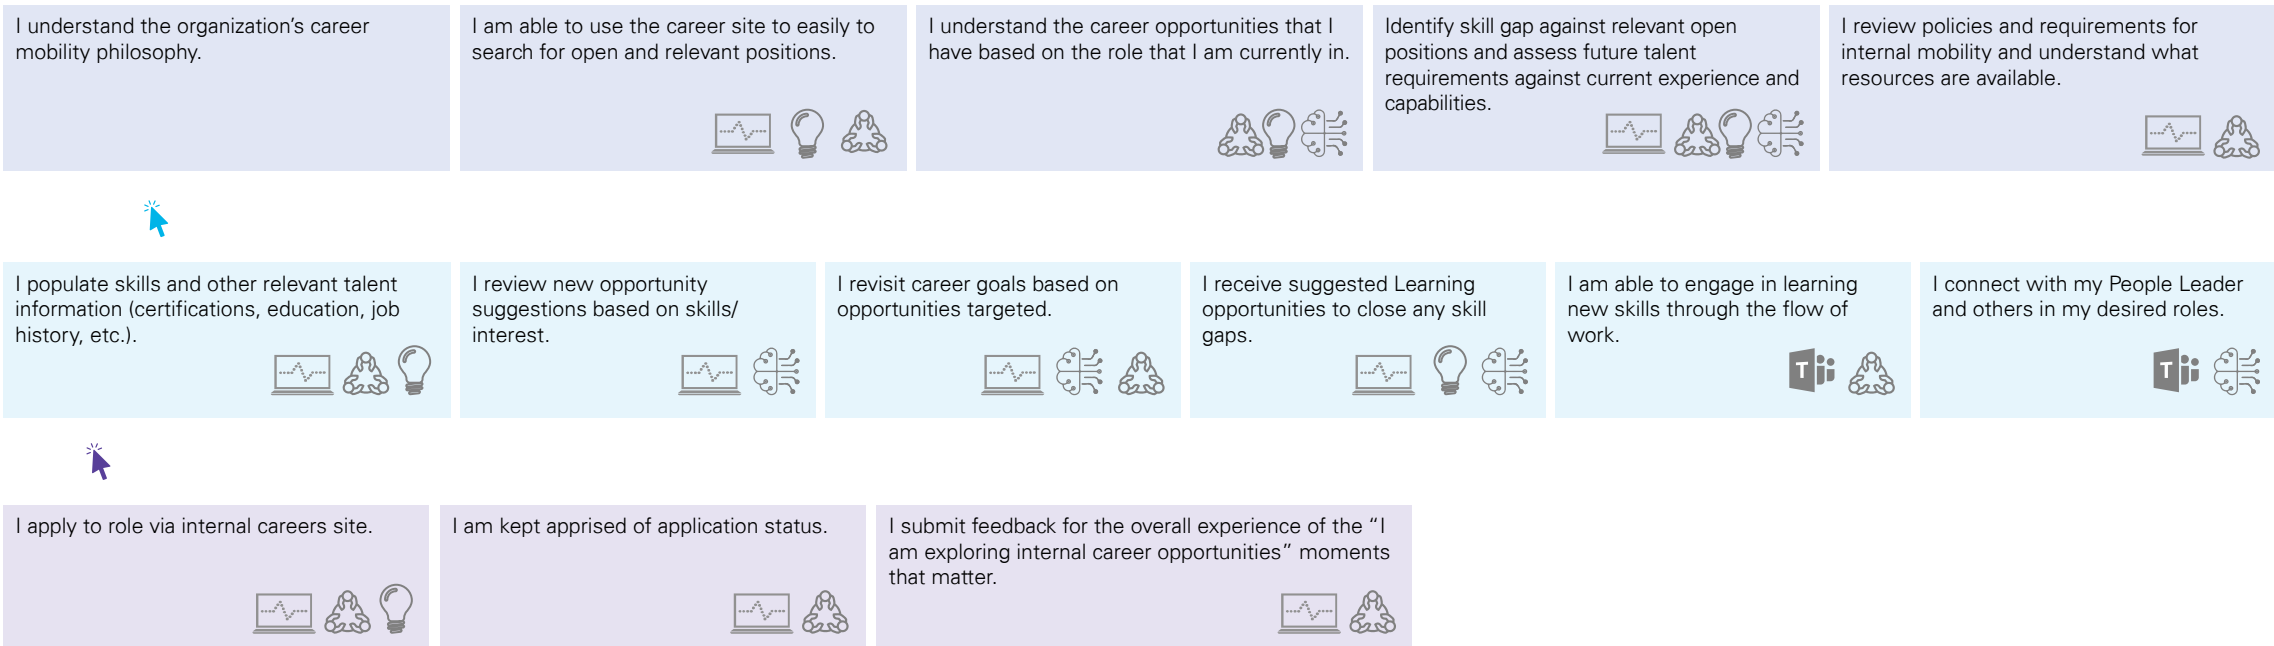 I understand the organization’s career
mobility philosophy.
I am able to use the career site to easily to
search for open and relevant positions.
I understand the career opportunities that I
have based on the role that I am currently in.
Identify skill gap against relevant open
positions and assess future talent
requirements against current experience and
capabilities.
I review policies and requirements for
internal mobility and understand what
resources are available.
I populate skills and other relevant talent
information (certifications, education, job
history, etc.).
I review new opportunity
suggestions based on skills/
interest.
I revisit career goals based on
opportunities targeted.
I receive suggested Learning
opportunities to close any skill
gaps.
I am able to engage in learning
new skills through the flow of
work.
T
I connect with my People Leader
and others in my desired roles.
T
I apply to role via internal careers site.
I am kept apprised of application status.
I submit feedback for the overall experience of the “I
am exploring internal career opportunities” moments
that matter.